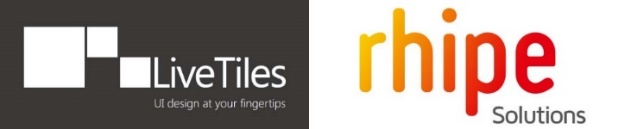 LiveTiles
UI design at your fingertips
rhipe
Solutions